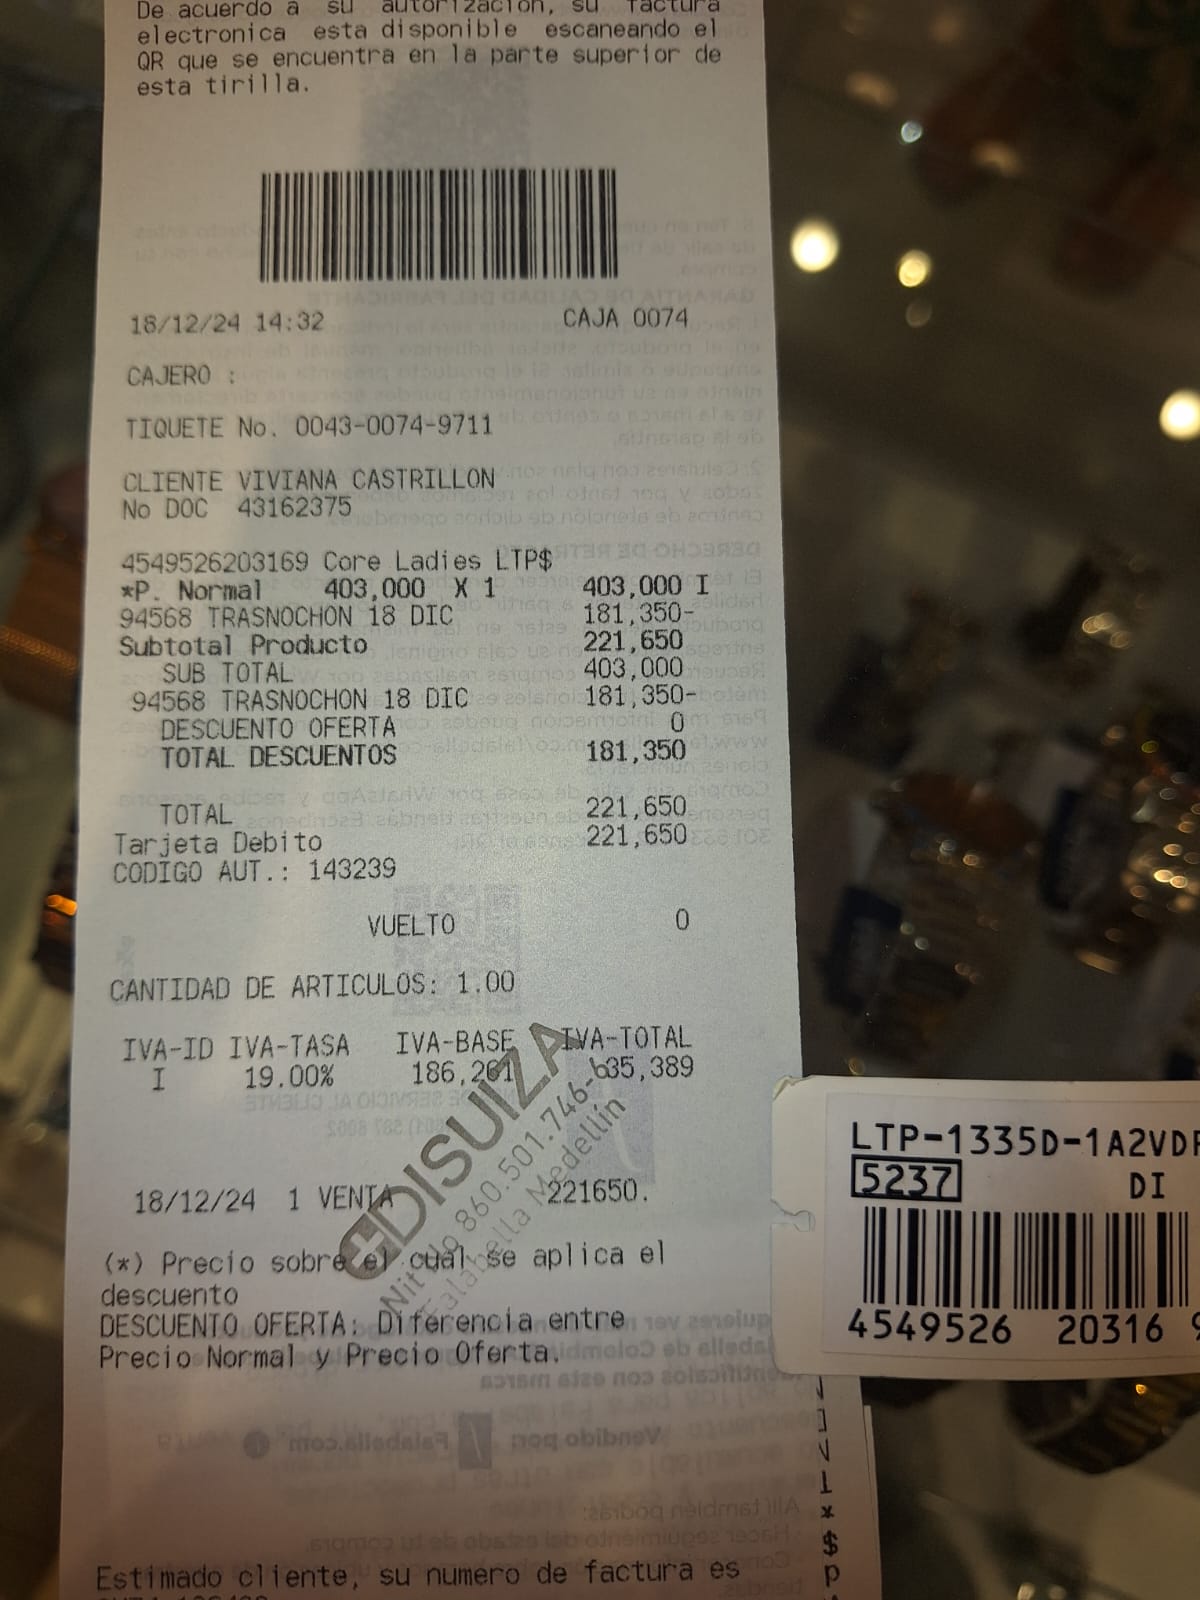 De acuerdo a su autorización, su factura
electronica esta disponible escaneando el
QR que se encuentra en la parte superior de
esta tirilla.
18/12/24 14:32 CAJA 0074
CAJERO :
TIQUETE No. 0043-0074-9711
CLIENTE VIVIANA CASTRILLON
No DOC 43162375
4549526203169 Core Ladies LTP$
*P. Normal 403,000 X 1 403,000 I
94568 TRASNOCHON 18 DIC 181,350-
Subtotal Producto 221,650
SUB TOTAL 403,000
94568 TRASNOCHON 18 DIC 181,350-
DESCUENTO OFERTA 0
TOTAL DESCUENTOS 181,350
TOTAL 221,650
Tarjeta Debito 221,650
CODIGO AUT.: 143239
VUELTO 0
CANTIDAD DE ARTICULOS: 1.00
IVA-ID IVA-TASA IVA-BASE IVA-TOTAL
I 19.00% 186,261 35,389
DISUIZA
Nit 860.501.746-6
Falabella Medellín
18/12/24 1 VENTA 221650.
(*) Precio sobre el cual se aplica el
descuento
DESCUENTO OFERTA: Diferencia entre
Precio Normal y Precio Oferta.
Estimado cliente, su numero de factura es
LTP-1335D-1A2VDF
5237 DI
4549526 20316